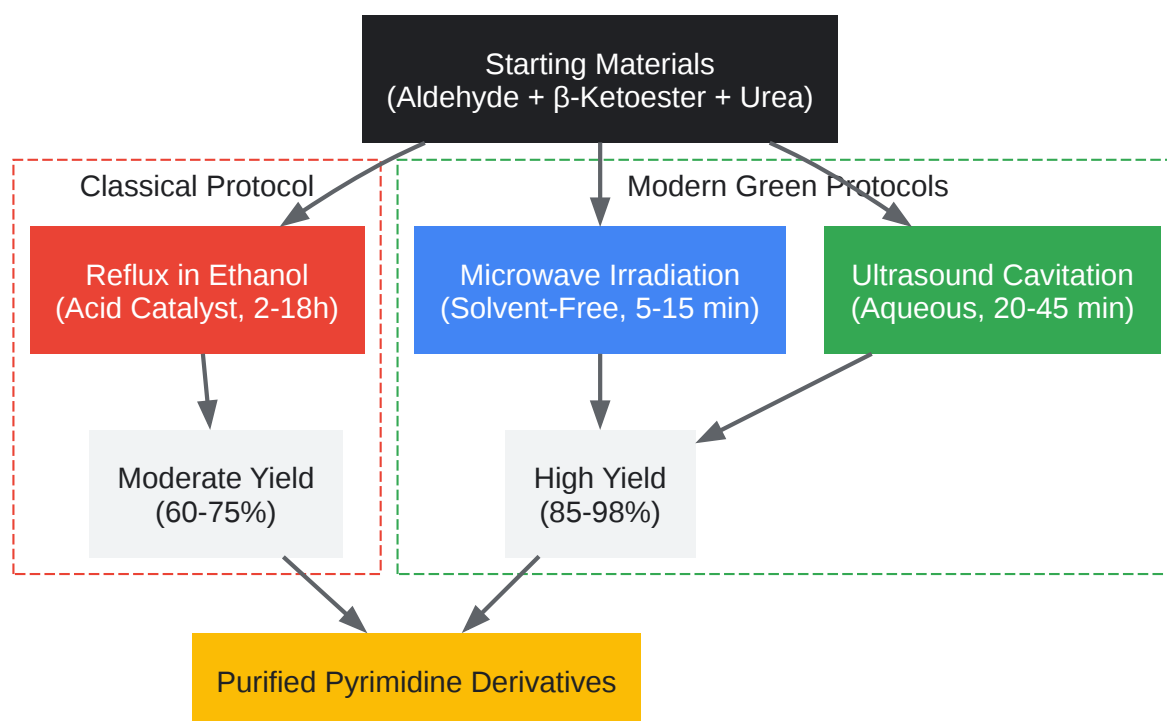 Starting Materials
(Aldehyde + β-Ketoester + Urea)
Classical Protocol
Modern Green Protocols
Reflux in Ethanol
(Acid Catalyst, 2-18h)
Microwave Irradiation
(Solvent-Free, 5-15 min)
Ultrasound Cavitation
(Aqueous, 20-45 min)
Moderate Yield
(60-75%)
High Yield
(85-98%)
Purified Pyrimidine Derivatives